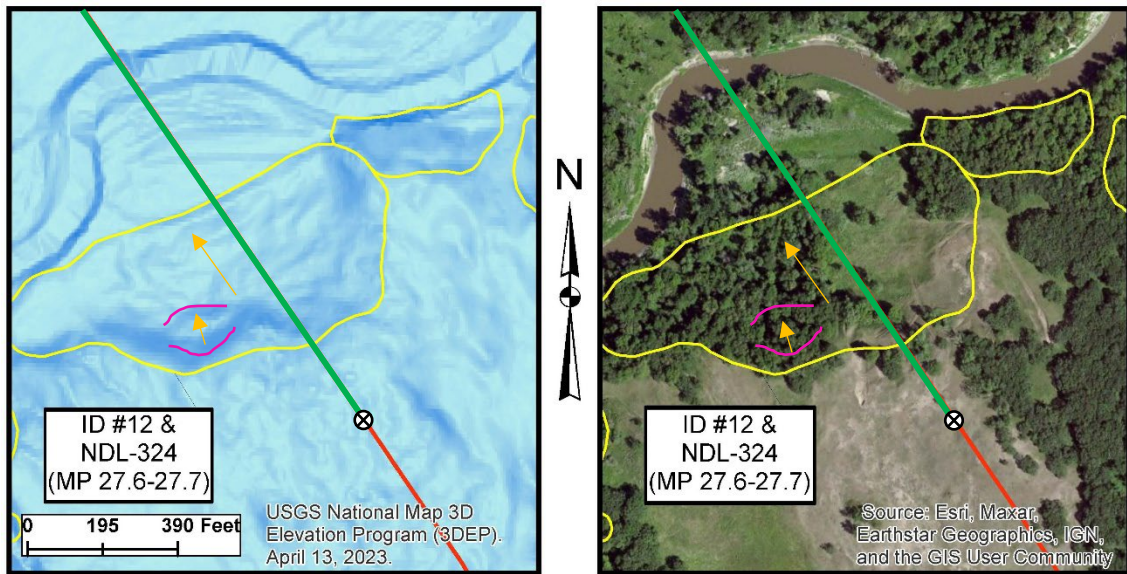 ID #12 &
NDL-324
(MP 27.6-27.7)
0 195 390 Feet
USGS National Map 3D
Elevation Program (3DEP).
April 13, 2023.
N
ID #12 &
NDL-324
(MP 27.6-27.7)
Source: Esri, Maxar,
Earthstar Geographics, IGN,
and the GIS User Community